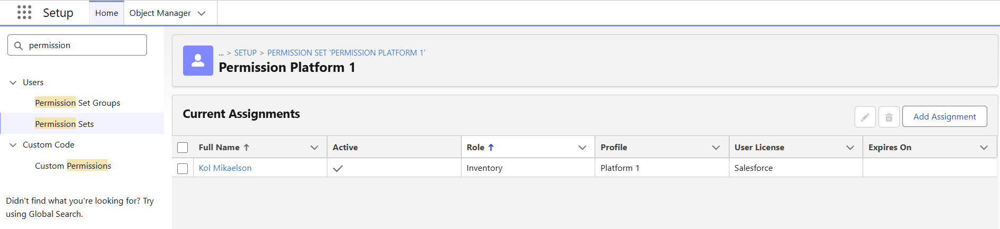 Setup Home Object Manager
permission
Users
Permission Set Groups
Permission Sets
Custom Code
Custom Permissions
Didn't find what you're looking for? Try
using Global Search.
... > SETUP > PERMISSION SET 'PERMISSION PLATFORM 1'
Permission Platform 1
Current Assignments
Add Assignment
Full Name Active Role Profile User License Expires On
Kol Mikaelson Inventory Platform 1 Salesforce